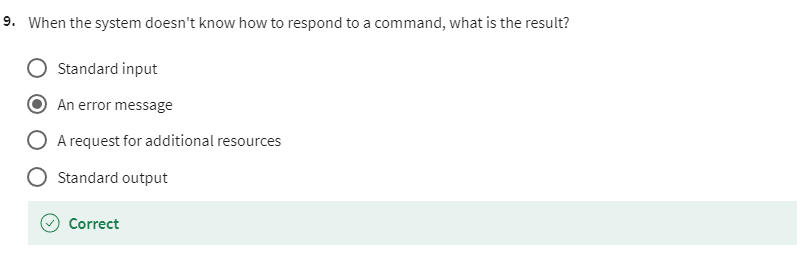 9. When the system doesn't know how to respond to a command, what is the result?
Standard input
An error message
A request for additional resources
Standard output
Correct